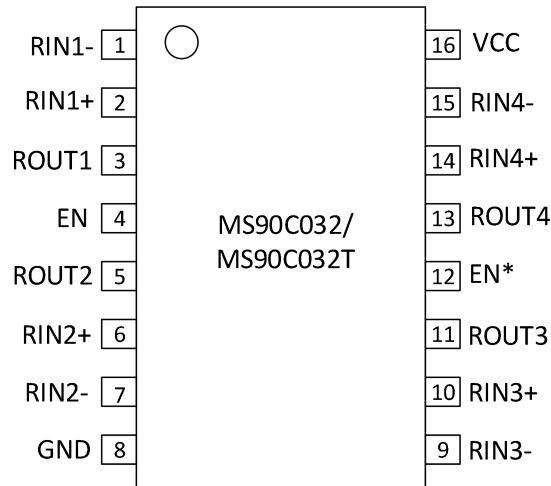 RIN1- 1 16 VCC
RIN1+ 2 15 RIN4-
ROUT1 3 14 RIN4+
EN 4 13 ROUT4
MS90C032/
MS90C032T
ROUT2 5 12 EN*
RIN2+ 6 11 ROUT3
RIN2- 7 10 RIN3+
GND 8 9 RIN3-